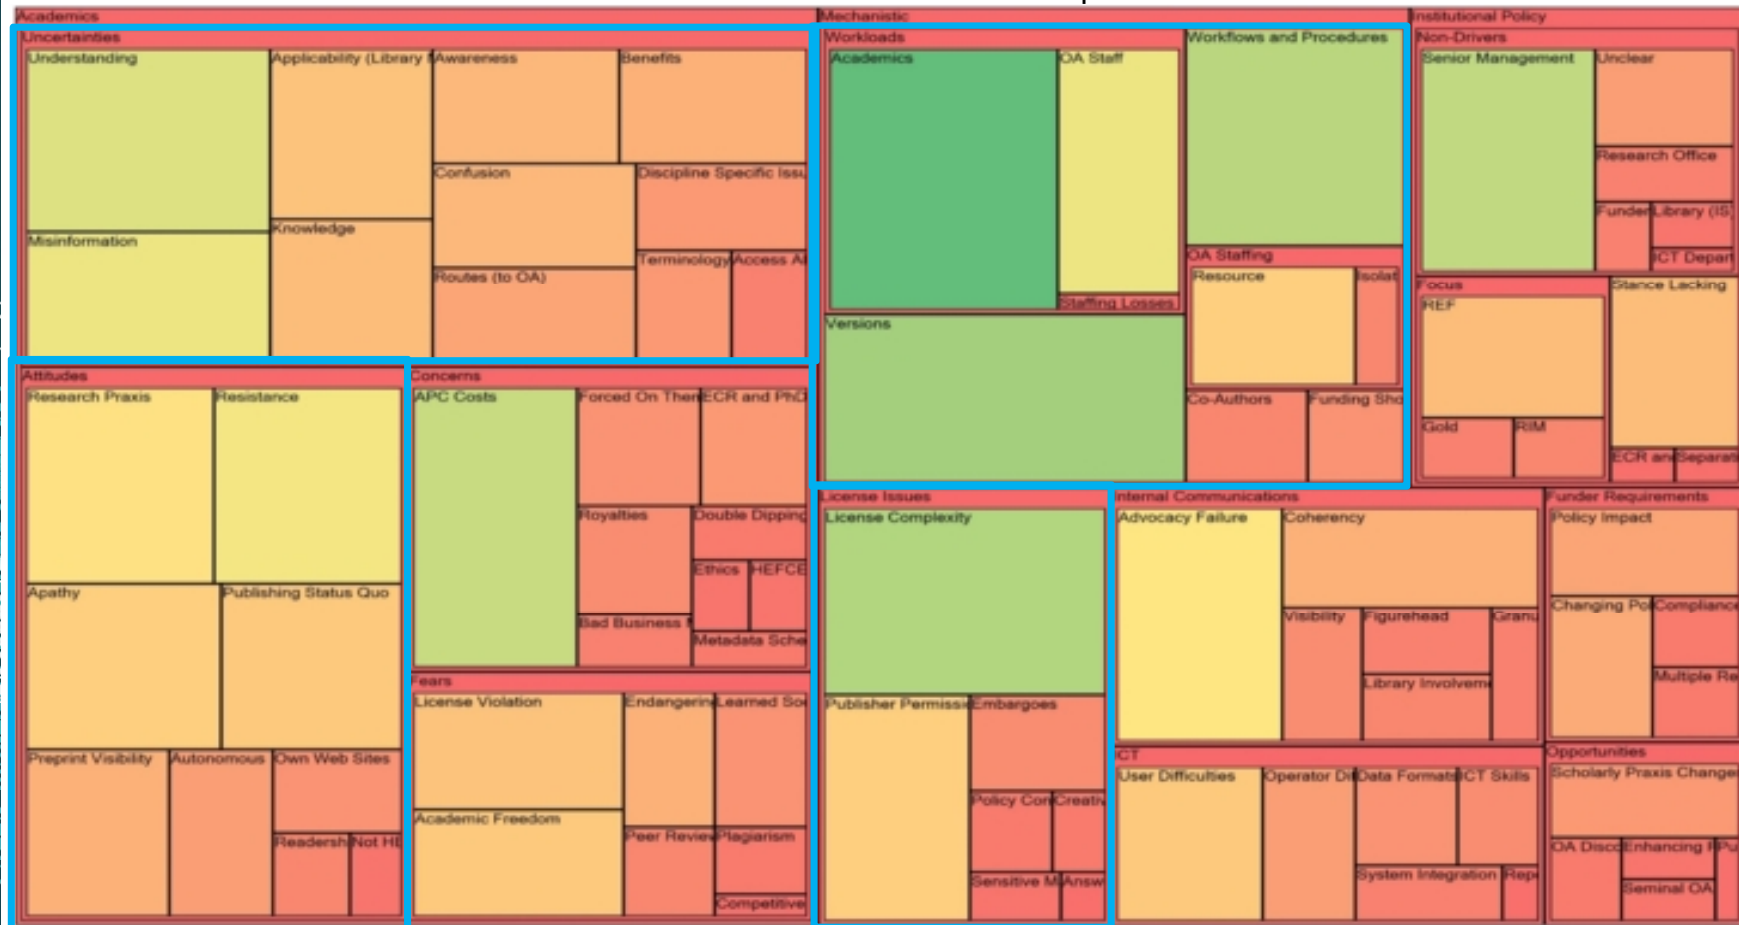 Academics
Uncertainties
Understanding
Misinformation
Applicability (Library
Knowledge
Awareness
Benefits
Confusion
Discipline Specific Issu
Routes (to OA)
Terminology
Access
Attitudes
Research Praxis
Resistance
Apathy
Publishing Status Quo
Preprint Visibility
Autonomous
Own Web Sites
Readersh
Not HE
Concerns
APC Costs
Forced On Then
ECR and PhD
Royalties
Double Dipping
Ethics
HEFCE
Bad Business
Metadata Sche
Fears
License Violation
Academic Freedom
Endangerin
Learned So
Peer Review
Plagiarism
Competitive
Mechanistic
Workloads
Academics
OA Staff
Staffing Losses
Versions
Workflows and Procedures
OA Staffing
Resource
Isolat
Co-Authors
Funding Sho
License Issues
License Complexity
Publisher Permissi
Embargoes
Policy Con
Creativ
Sensitive M
Answ
Institutional Policy
Non-Drivers
Senior Management
Unclear
Research Office
Funder
Library (IS
ICT Depart
Focus
REF
Gold
RIM
Stance Lacking
ECR an
Separat
Internal Communications
Advocacy Failure
Coherency
Visibility
Figurehead
Granu
Library Involvem
ICT
User Difficulties
Operator Di
Data Formats
ICT Skills
System Integration
Rep
Funder Requirements
Policy Impact
Changing Po
Compliance
Multiple Re
Opportunities
Scholarly Praxis Change
OA Disco
Enhancing
Pu
Seminal OA